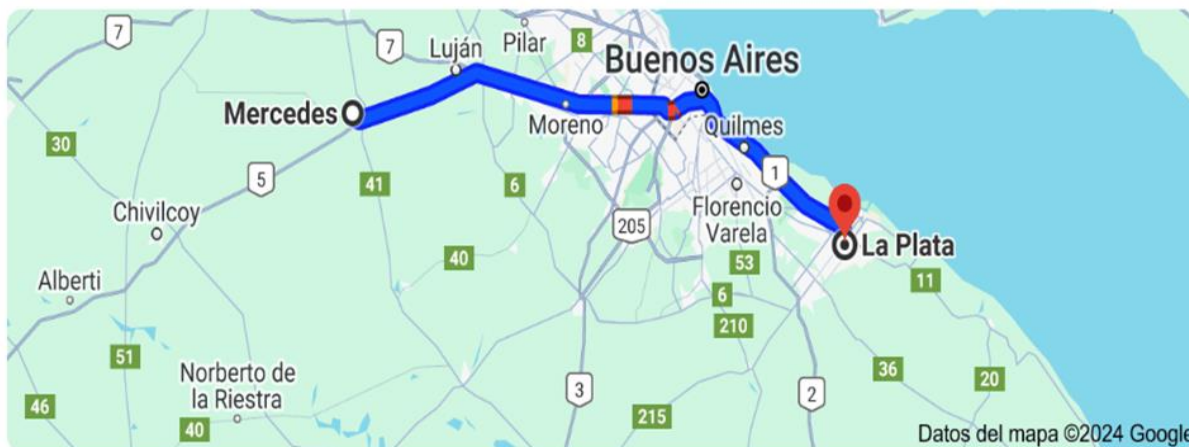 7
7
Luján
Pilar
8
Buenos Aires
Mercedes
Moreno
Quilmes
30
5
41
6
1
Chivilcoy
205
Florencio
Varela
La Plata
40
53
11
Alberti
6
210
51
Norberto de
la Riestra
36
20
3
2
46
40
215
Datos del mapa ©2024 Google